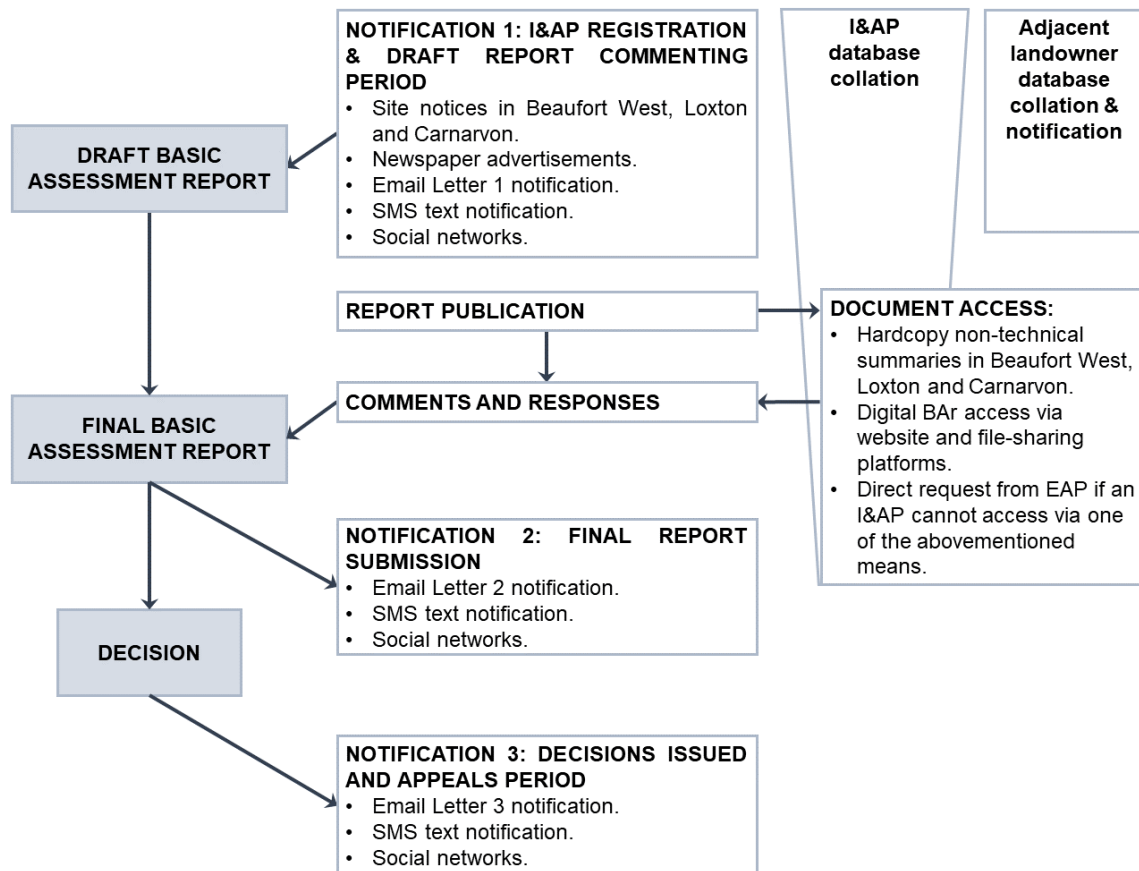 NOTIFICATION 1: I&AP REGISTRATION
& DRAFT REPORT COMMENTING
PERIOD
• Site notices in Beaufort West, Loxton
and Carnarvon.
• Newspaper advertisements.
• Email Letter 1 notification.
• SMS text notification.
• Social networks.
I&AP
database
collation
Adjacent
landowner
database
collation &
notification
DRAFT BASIC
ASSESSMENT REPORT
REPORT PUBLICATION
DOCUMENT ACCESS:
• Hardcopy non-technical
summaries in Beaufort West,
Loxton and Carnarvon.
• Digital BAr access via
website and file-sharing
platforms.
• Direct request from EAP if an
I&AP cannot access via one
of the abovementioned
means.
COMMENTS AND RESPONSES
FINAL BASIC
ASSESSMENT REPORT
NOTIFICATION 2: FINAL REPORT
SUBMISSION
• Email Letter 2 notification.
• SMS text notification.
• Social networks.
DECISION
NOTIFICATION 3: DECISIONS ISSUED
AND APPEALS PERIOD
• Email Letter 3 notification.
• SMS text notification.
• Social networks.